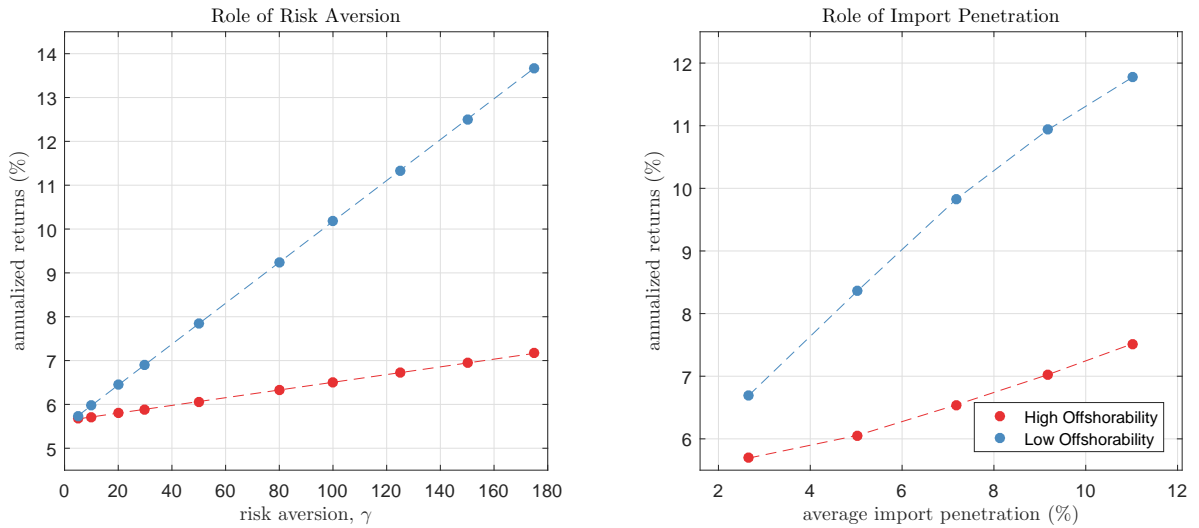 Role of Risk Aversion
annualized returns (%)
14
13
12
11
10
9
8
7
6
5
0 20 40 60 80 100 120 140 160 180
risk aversion, γ
Role of Import Penetration
annualized returns (%)
12
11
10
9
8
7
6
2 4 6 8 10 12
average import penetration (%)
High Offshorability
Low Offshorability